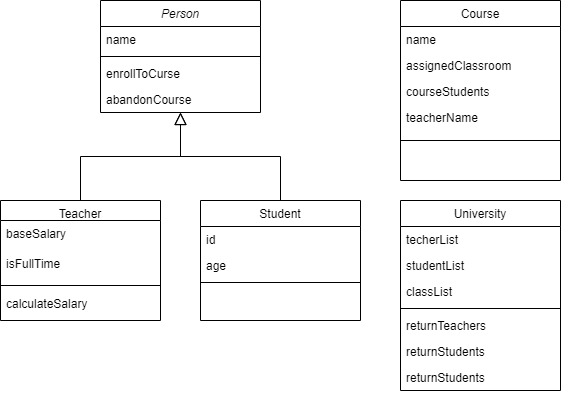 Person
name
enrollToCurse
abandonCourse
Course
name
assignedClassroom
courseStudents
teacherName
Teacher
baseSalary
isFullTime
calculateSalary
Student
id
age
University
techerList
studentList
classList
returnTeachers
returnStudents
returnStudents